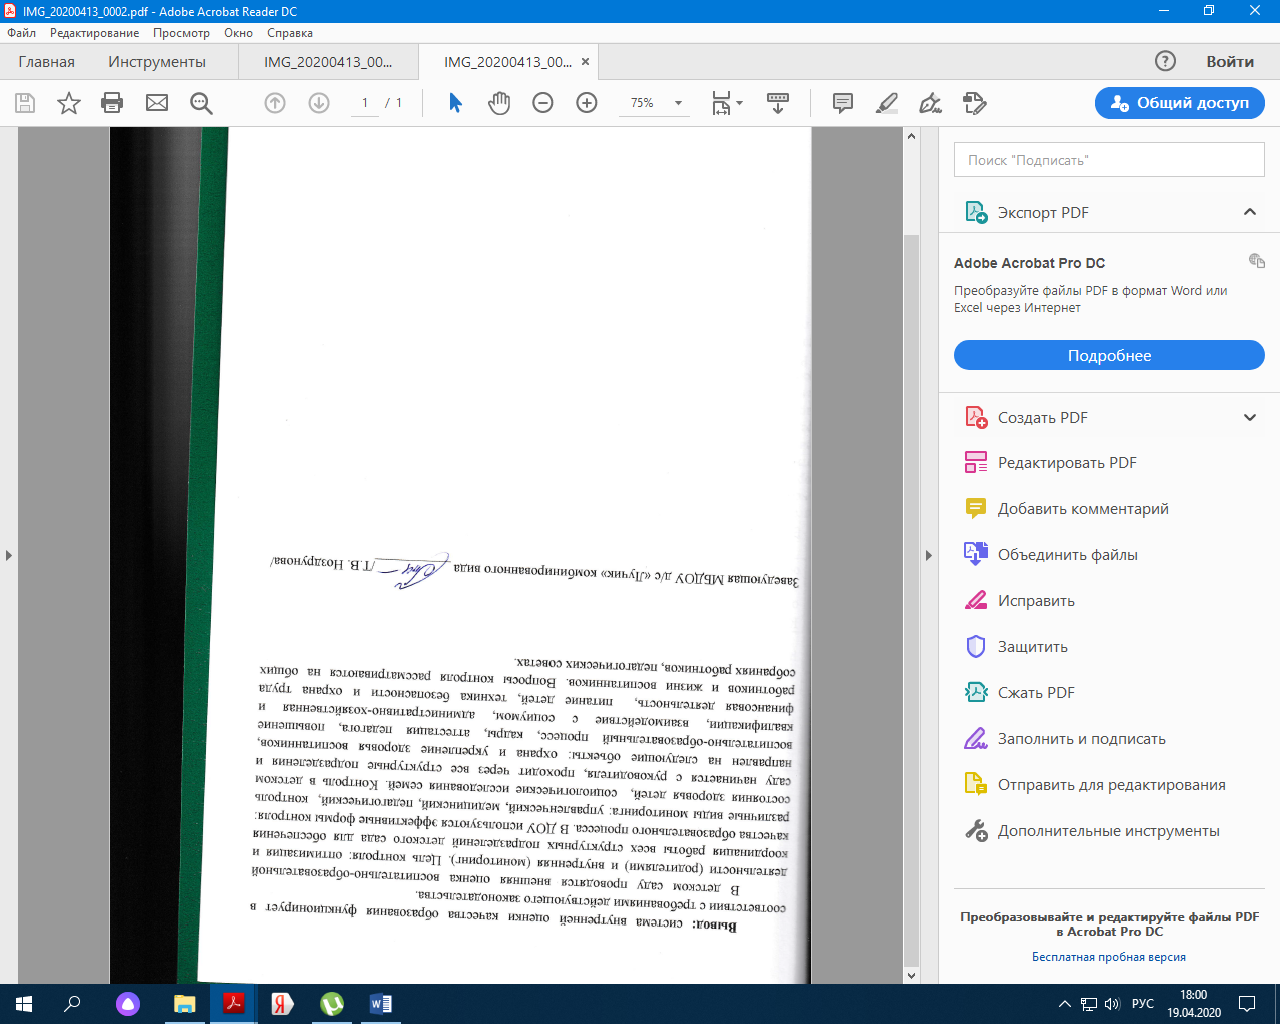 IMG_20200413_0002.pdf - Adobe Acrobat Reader DC
Файл Редактирование Просмотр Окно Справка
Главная Инструменты IMG_20200413_00... IMG_20200413_00... × Войти
1 / 1 75% Общий доступ
Поиск "Подписать"
Экспорт PDF
Adobe Acrobat Pro DC
Преобразуйте файлы PDF в формат Word или
Excel через Интернет
Подробнее
Создать PDF
Редактировать PDF
Добавить комментарий
Объединить файлы
Исправить
Защитить
Сжать PDF
Заполнить и подписать
Отправить для редактирования
Дополнительные инструменты
Преобразовывайте и редактируйте файлы PDF
в Acrobat Pro DC
Бесплатная пробная версия
Вывод: система внутренней оценки качества образования функционирует в
соответствии с требованиями действующего законодательства.
В детском саду проводятся внешняя оценка воспитательно-образовательной
деятельности (родителями) и внутренняя (мониторинг). Цель контроля: оптимизация и
координация работы всех структурных подразделений детского сада для обеспечения
качества образовательного процесса. В ДОУ используются эффективные формы контроля:
различные виды мониторинга: управленческий, медицинский, педагогический, контроль
состояния здоровья детей, социологические исследования семей. Контроль в детском
саду начинается с руководителя, проходит через все структурные подразделения и
направлен на следующие объекты: охрана и укрепление здоровья воспитанников,
воспитательно-образовательный процесс, кадры, аттестация педагога, повышение
квалификации, взаимодействие с социумом, административно-хозяйственная и
финансовая деятельность, питание детей, техника безопасности и охрана труда
работников и жизни воспитанников. Вопросы контроля рассматриваются на общих
собраниях работников, педагогических советах.
Заведующая МБДОУ д/с «Лучик» комбинированного вида /Т.В. Ноздрунова/
РУС 18:00
19.04.2020